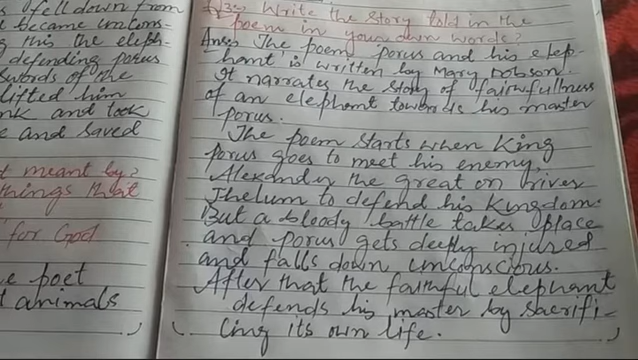 fell down from
became uncons-
g this the eleph-
defending porus
swords of the
lifted him
nk and took
e and saved
t meant by?
things that
for God
e poet
t animals
Q3:- Write the Story told in the
poem in your own words?
Ans:- The poem porus and his elep-
hant is written by Mary Dobson.
It narrates the story of faithfullness
of an elephant towards his master
porus.
The poem starts when King
porus goes to meet his enemy,
Alexander the great on river
Jhelum to defend his Kingdom.
But a bloody battle takes place
and porus gets deeply injured
and falls down unconscious.
After that the faithful elephant
defends his master by sacrifi-
cing its own life.